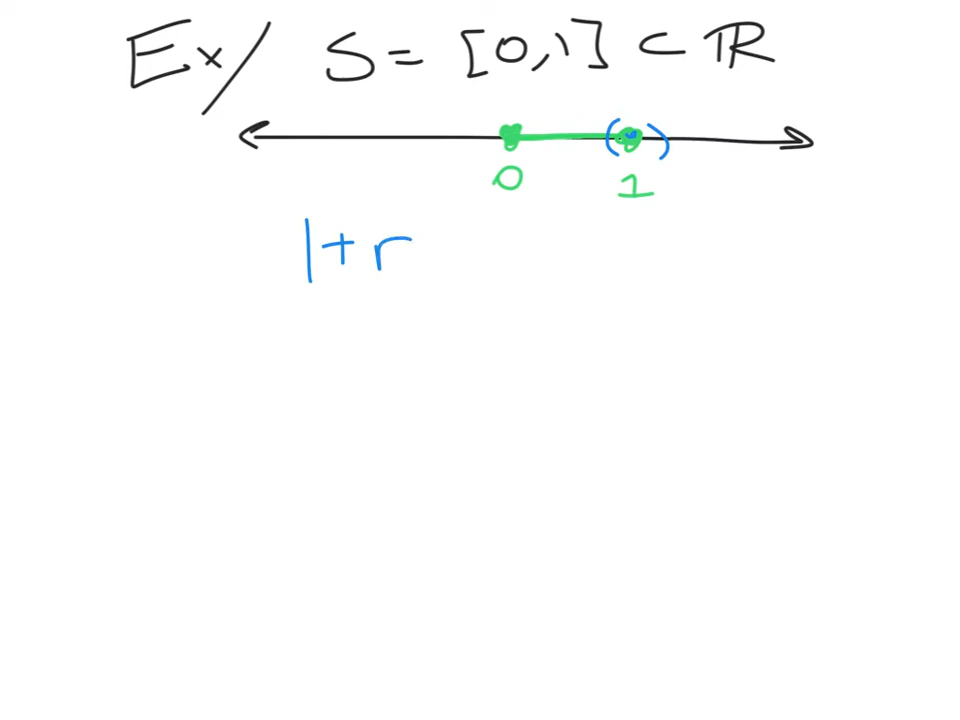 Ex/ S = [0,1] ⊂ ℝ
( )
0 1
1 + r